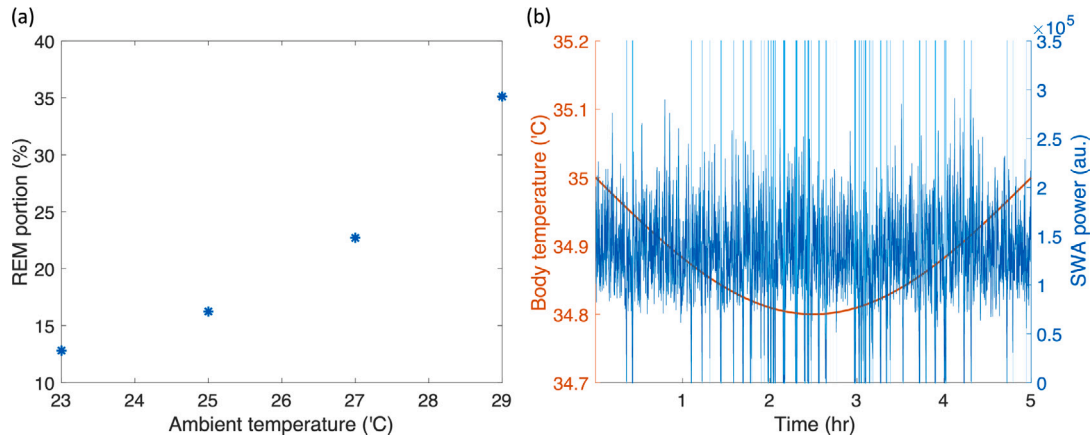 (a)
40
35
30
25
20
15
10
REM portion (%)
23 24 25 26 27 28 29
Ambient temperature ('C)
(b)
35.2
35.1
35
34.9
34.8
34.7
Body temperature ('C)
1 2 3 4 5
Time (hr)
×10⁵
3.5
3
2.5
2
1.5
1
0.5
0
SWA power (au.)